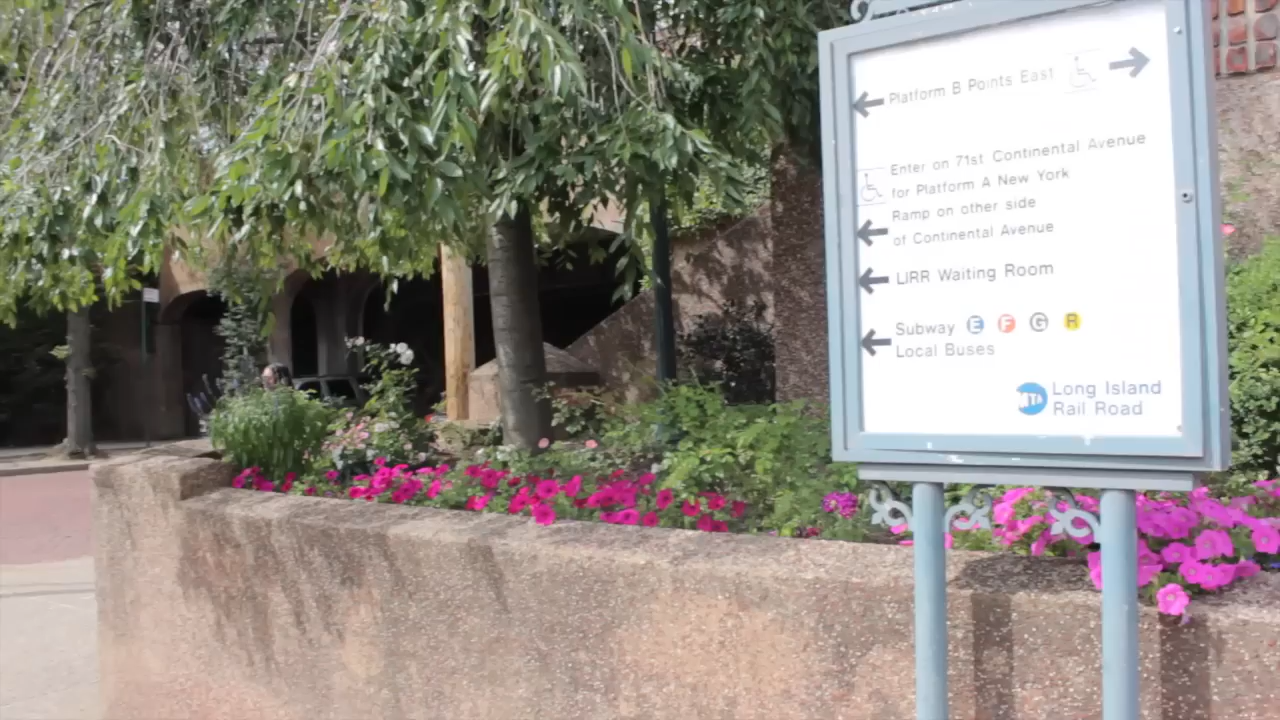 Platform B Points East
Enter on 71st Continental Avenue
for Platform A New York
Ramp on other side
of Continental Avenue
LIRR Waiting Room
Subway E F G R
Local Buses
MTA Long Island
Rail Road